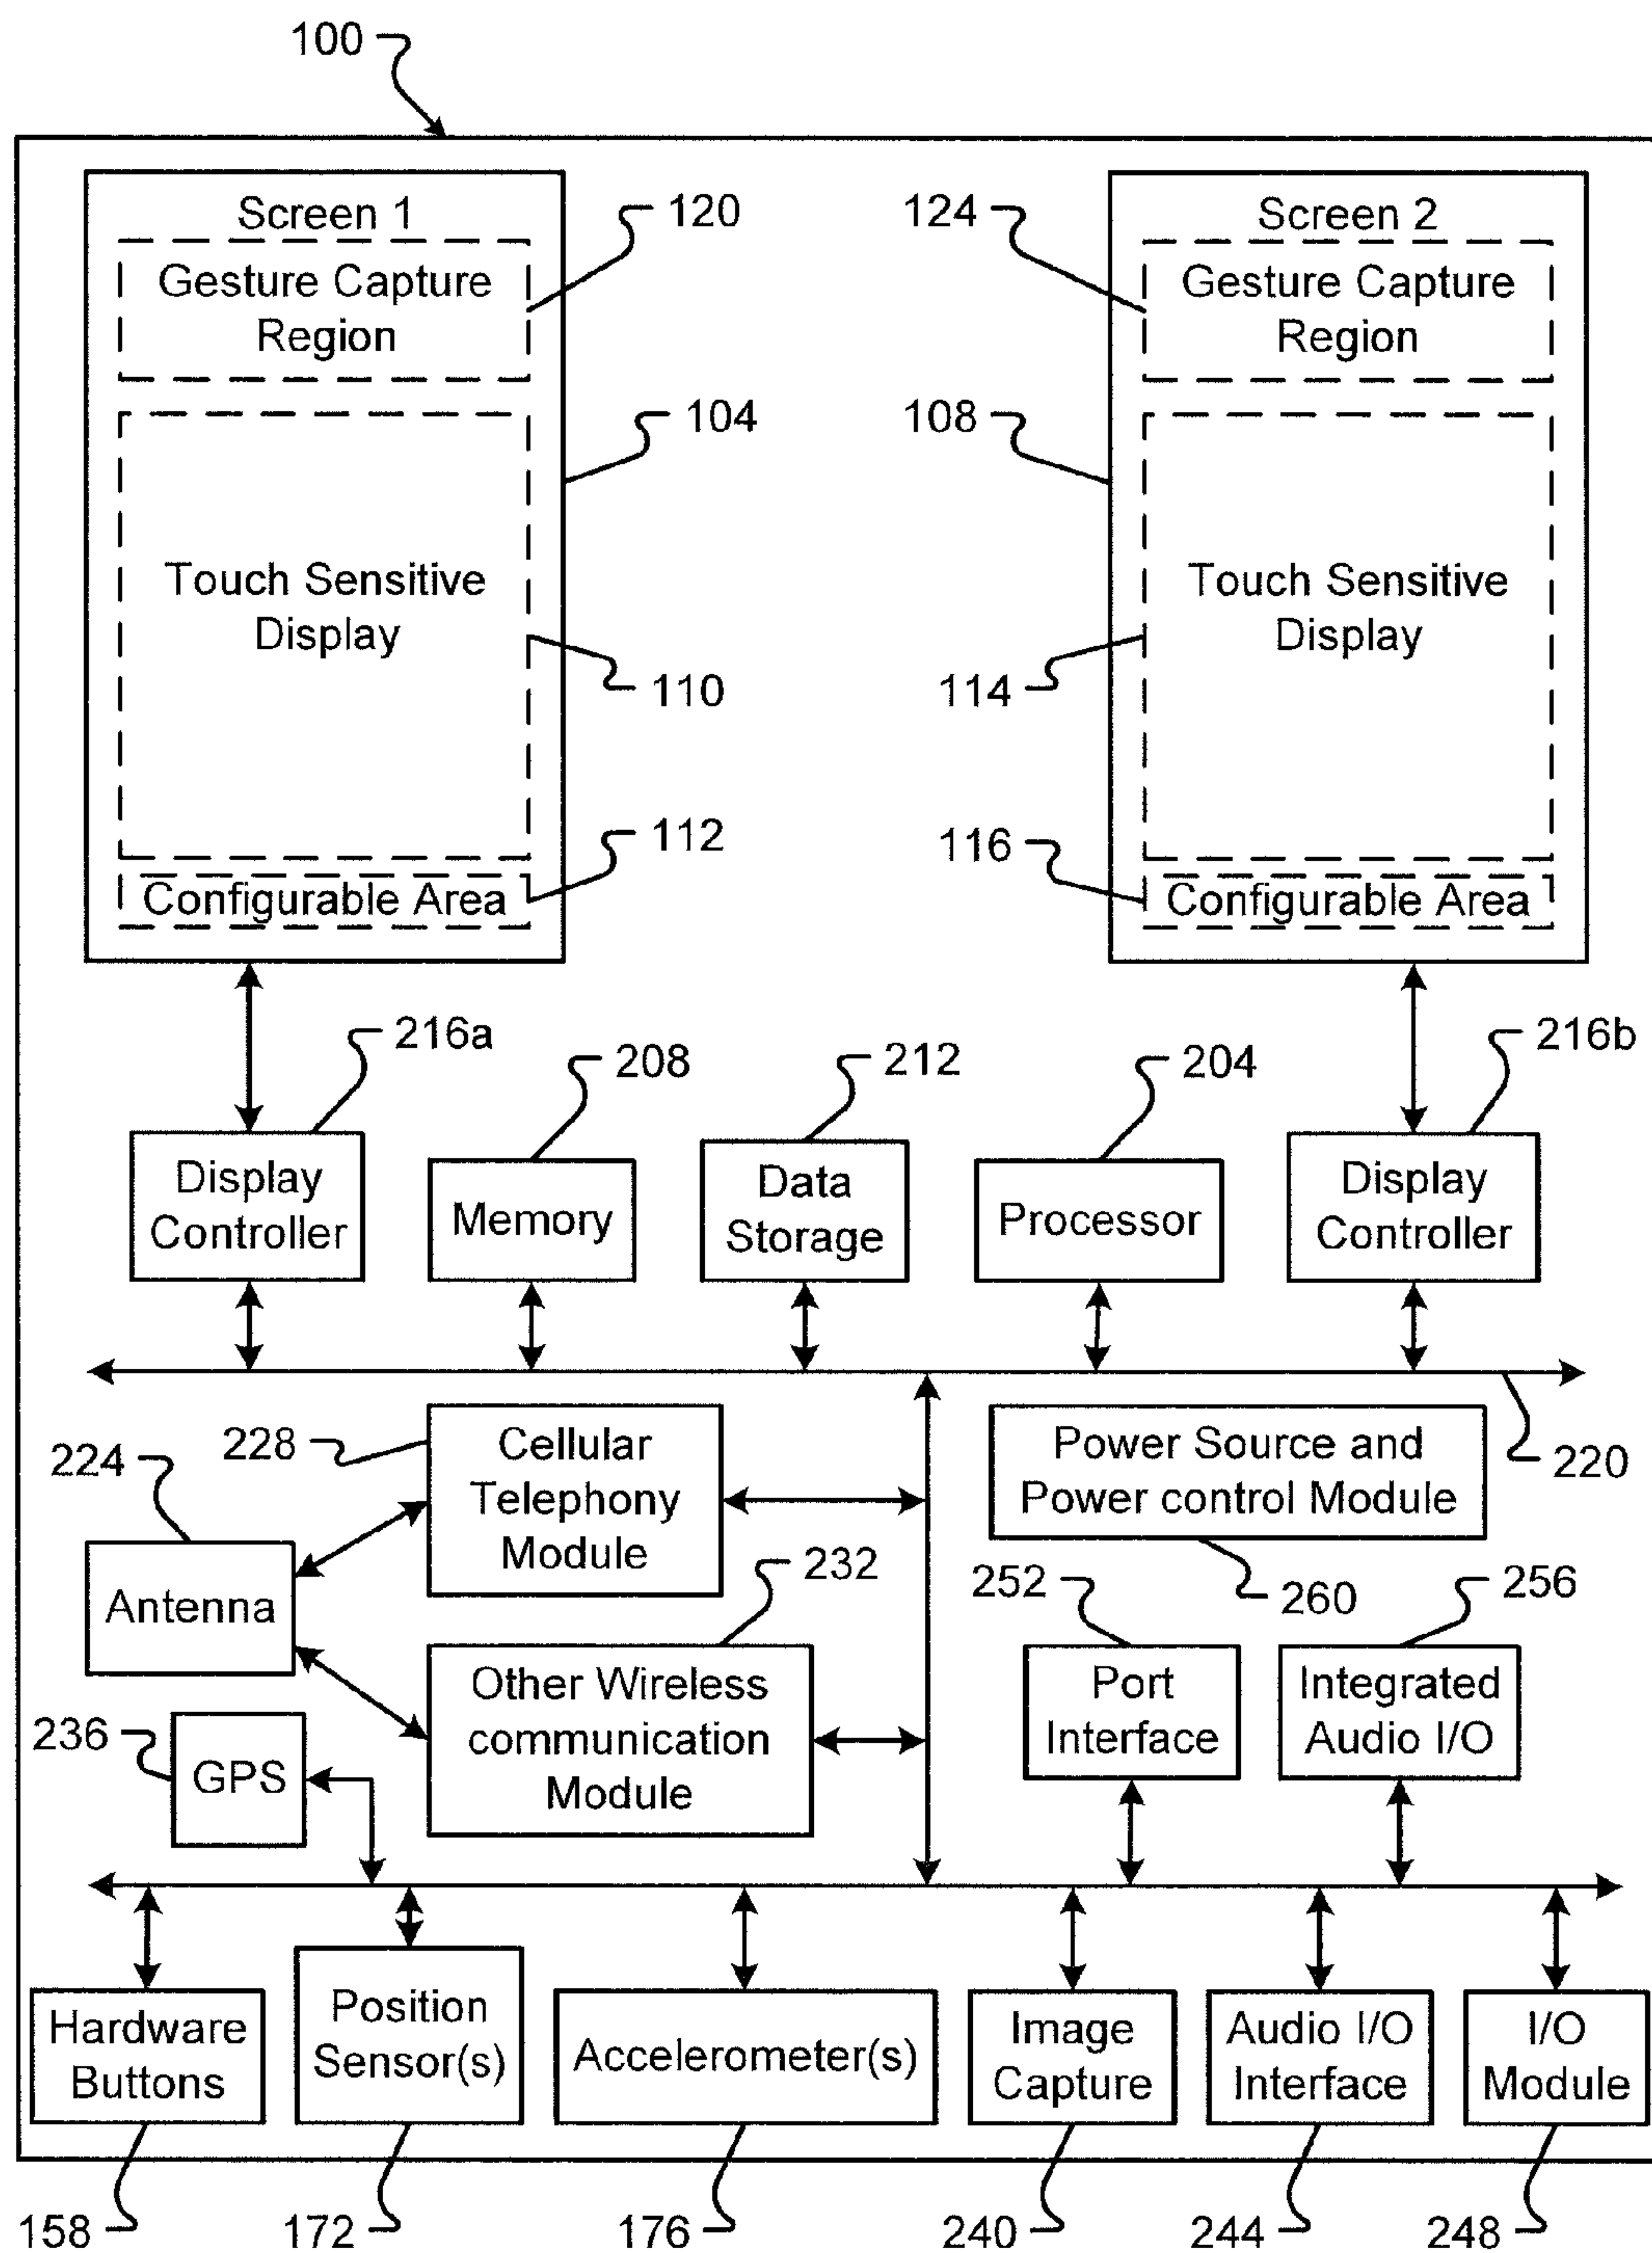 100
Screen 1
Gesture Capture
Region
Touch Sensitive
Display
Configurable Area
120
104
110
112
Screen 2
Gesture Capture
Region
Touch Sensitive
Display
Configurable Area
124
108
114
116
216a
208
212
204
216b
Display
Controller
Memory
Data
Storage
Processor
Display
Controller
220
228
Cellular
Telephony
Module
Power Source and
Power control Module
260
224
Antenna
232
Other Wireless
communication
Module
252
Port
Interface
256
Integrated
Audio I/O
236
GPS
Hardware
Buttons
Position
Sensor(s)
Accelerometer(s)
Image
Capture
Audio I/O
Interface
I/O
Module
158
172
176
240
244
248